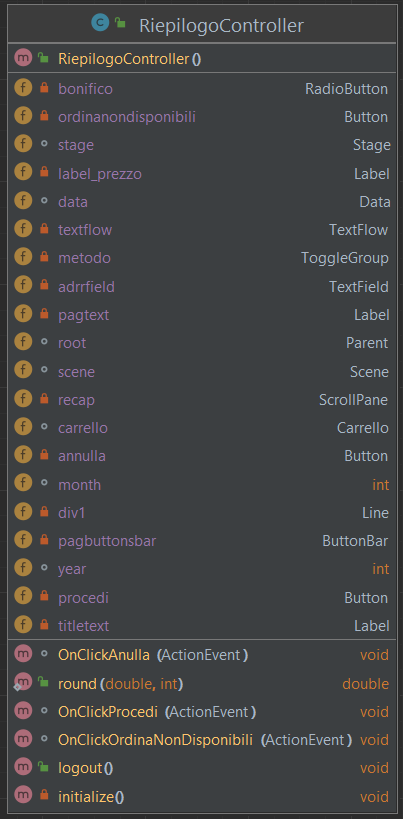 C RiepilogoController
m RiepilogoController()
f bonifico RadioButton
f ordinanondisponibili Button
f stage Stage
f label_prezzo Label
f data Data
f textflow TextFlow
f metodo ToggleGroup
f adrrfield TextField
f pagtext Label
f root Parent
f scene Scene
f recap ScrollPane
f carrello Carrello
f annulla Button
f month int
f div1 Line
f pagbuttonsbar ButtonBar
f year int
f procedi Button
f titletext Label
m OnClickAnulla (ActionEvent) void
m round(double, int) double
m OnClickProcedi (ActionEvent) void
m OnClickOrdinaNonDisponibili (ActionEvent) void
m logout() void
m initialize() void